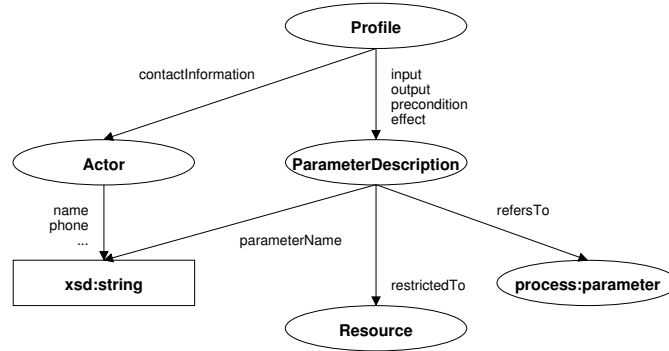 Profile
contactInformation
input
output
precondition
effect
Actor
ParameterDescription
name
phone
...
parameterName
refersTo
xsd:string
restrictedTo
process:parameter
Resource